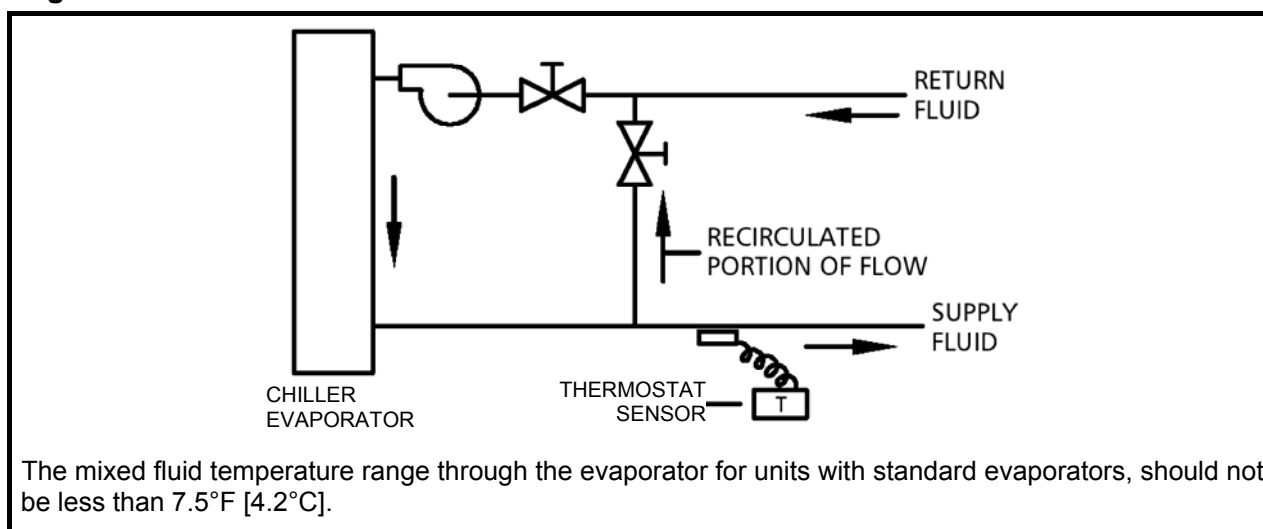 RETURN
FLUID
RECIRCULATED
PORTION OF FLOW
SUPPLY
FLUID
THERMOSTAT
SENSOR
T
CHILLER
EVAPORATOR
The mixed fluid temperature range through the evaporator for units with standard evaporators, should not
be less than 7.5°F [4.2°C].